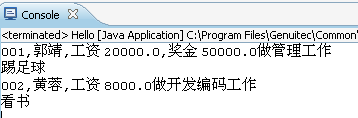 Console
<terminated> Hello [Java Application] C:\Program Files\Genuitec\Common\
001,郭靖,工资 20000.0,奖金 50000.0做管理工作
踢足球
002,黄蓉,工资 8000.0做开发编码工作
看书